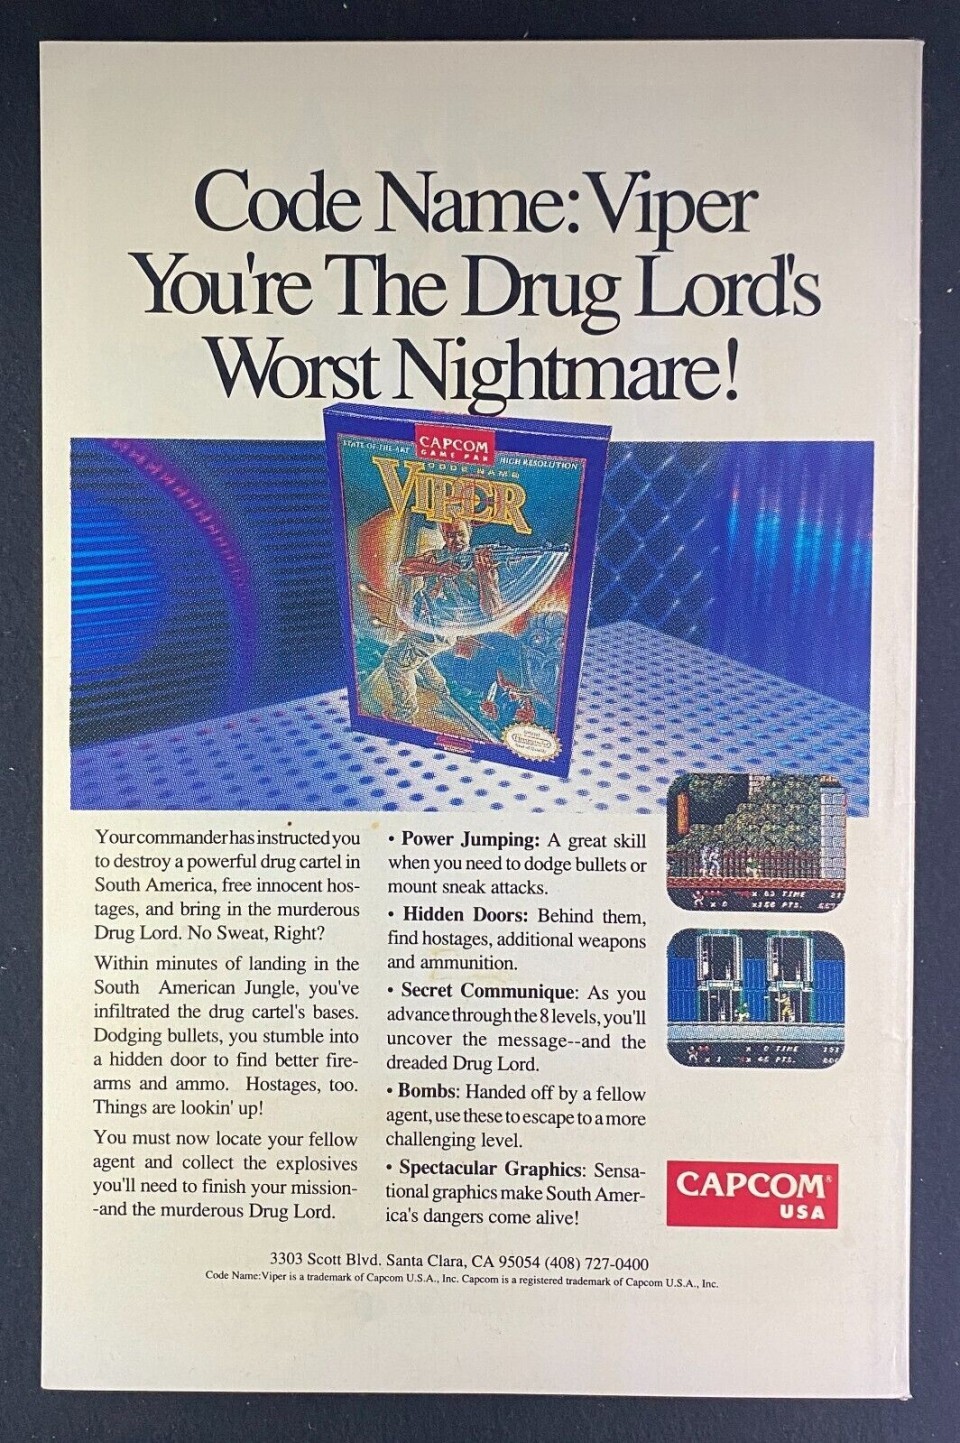 Code Name: Viper
You're The Drug Lord's
Worst Nightmare!
CAPCOM
GAME PAK
STATE-OF-THE-ART
HIGH RESOLUTION
CODE NAME
VIPER
Your commander has instructed you
to destroy a powerful drug cartel in
South America, free innocent hos-
tages, and bring in the murderous
Drug Lord. No Sweat, Right?
Within minutes of landing in the
South American Jungle, you've
infiltrated the drug cartel's bases.
Dodging bullets, you stumble into
a hidden door to find better fire-
arms and ammo. Hostages, too.
Things are lookin' up!
You must now locate your fellow
agent and collect the explosives
you'll need to finish your mission-
-and the murderous Drug Lord.
• Power Jumping: A great skill
when you need to dodge bullets or
mount sneak attacks.
• Hidden Doors: Behind them,
find hostages, additional weapons
and ammunition.
• Secret Communique: As you
advance through the 8 levels, you'll
uncover the message--and the
dreaded Drug Lord.
• Bombs: Handed off by a fellow
agent, use these to escape to a more
challenging level.
• Spectacular Graphics: Sensa-
tional graphics make South Amer-
ica's dangers come alive!
x 83 TIME
x 0 PTS.
x 0 TIME
x 1 PTS.
CAPCOM®
USA
3303 Scott Blvd. Santa Clara, CA 95054 (408) 727-0400
Code Name: Viper is a trademark of Capcom U.S.A., Inc. Capcom is a registered trademark of Capcom U.S.A., Inc.